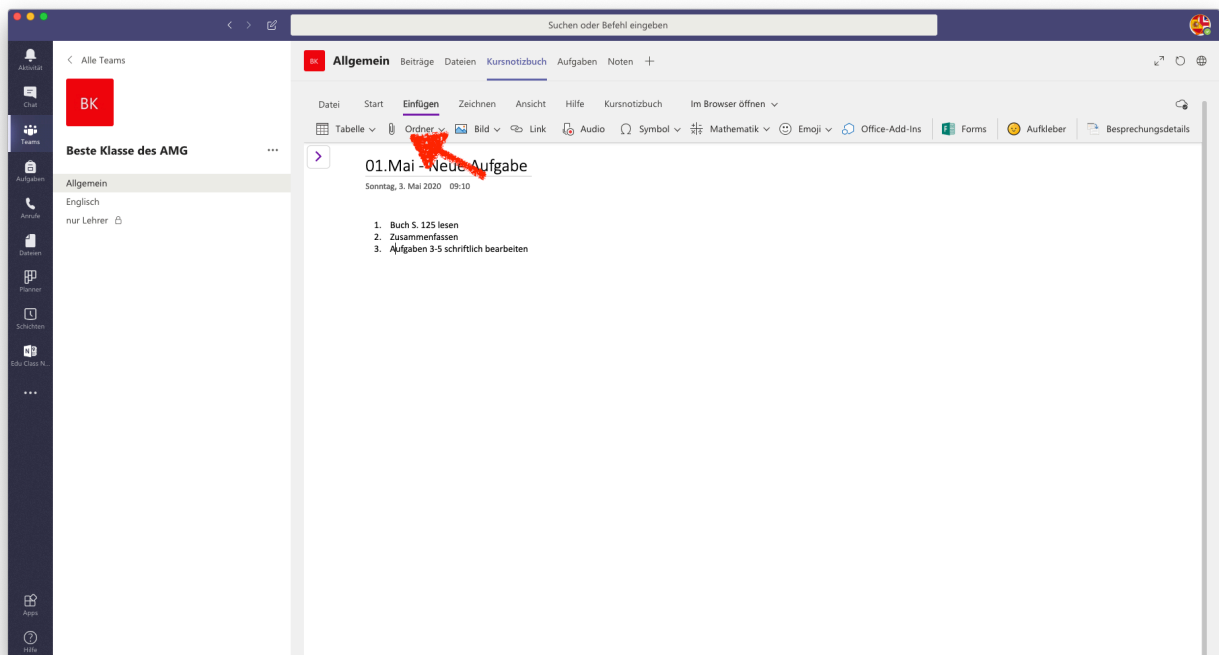 Suchen oder Befehl eingeben
Aktivität
Chat
Teams
Aufgaben
Anrufe
Dateien
Planner
Schichten
Edu Class N...
Apps
Hilfe
Alle Teams
BK
Beste Klasse des AMG
Allgemein
Englisch
nur Lehrer
BK Allgemein Beiträge Dateien Kursnotizbuch Aufgaben Noten
Datei Start Einfügen Zeichnen Ansicht Hilfe Kursnotizbuch Im Browser öffnen
Tabelle Ordner Bild Link Audio Symbol Mathematik Emoji Office-Add-Ins Forms Aufkleber Besprechungsdetails
01.Mai - Neue Aufgabe
Sonntag, 3. Mai 2020 09:10
1. Buch S. 125 lesen
2. Zusammenfassen
3. Aufgaben 3-5 schriftlich bearbeiten